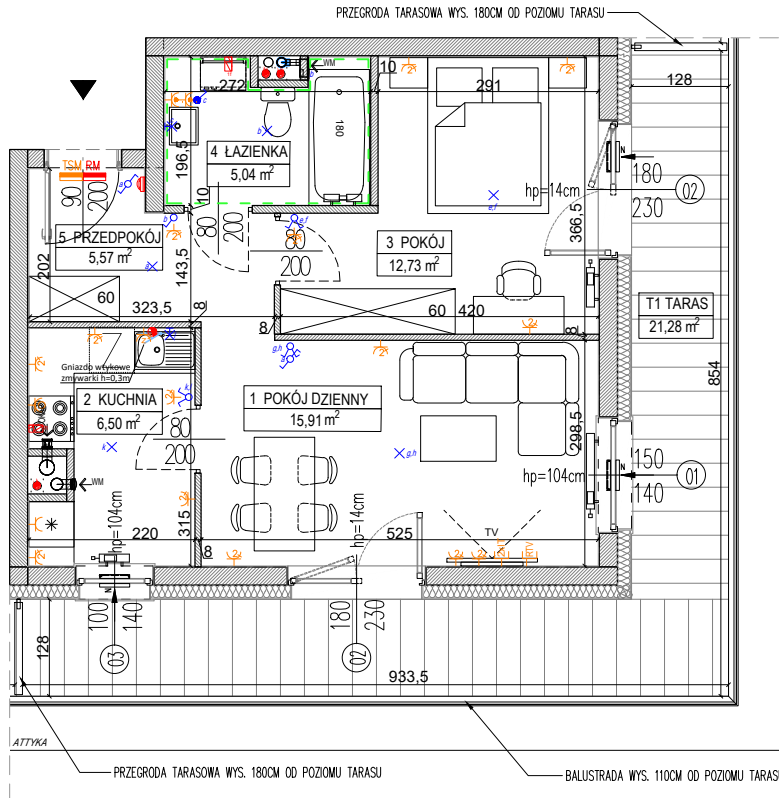 PRZEGRODA TARASOWA WYS. 180CM OD POZIOMU TARASU
128
272
WM
10
291
180
196,5
4 ŁAZIENKA
5,04 m²
hp=14cm
180
230
02
TSM RM
90
200
10
80
200
80
200
366,5
5 PRZEDPOKÓJ
5,57 m²
3 POKÓJ
12,73 m²
202
143,5
60
323,5
8
60
420
8
8
T1 TARAS
21,28 m²
854
Gniazdo wtykowe
zmywarki h=0,3m
2 KUCHNIA
6,50 m²
1 POKÓJ DZIENNY
15,91 m²
298,5
80
200
150
140
01
hp=104cm
WM
hp=104cm
hp=14cm
220
315
8
525
TV
RTV
100
140
03
180
230
02
128
933,5
ATTYKA
PRZEGRODA TARASOWA WYS. 180CM OD POZIOMU TARASU
BALUSTRADA WYS. 110CM OD POZIOMU TARASU